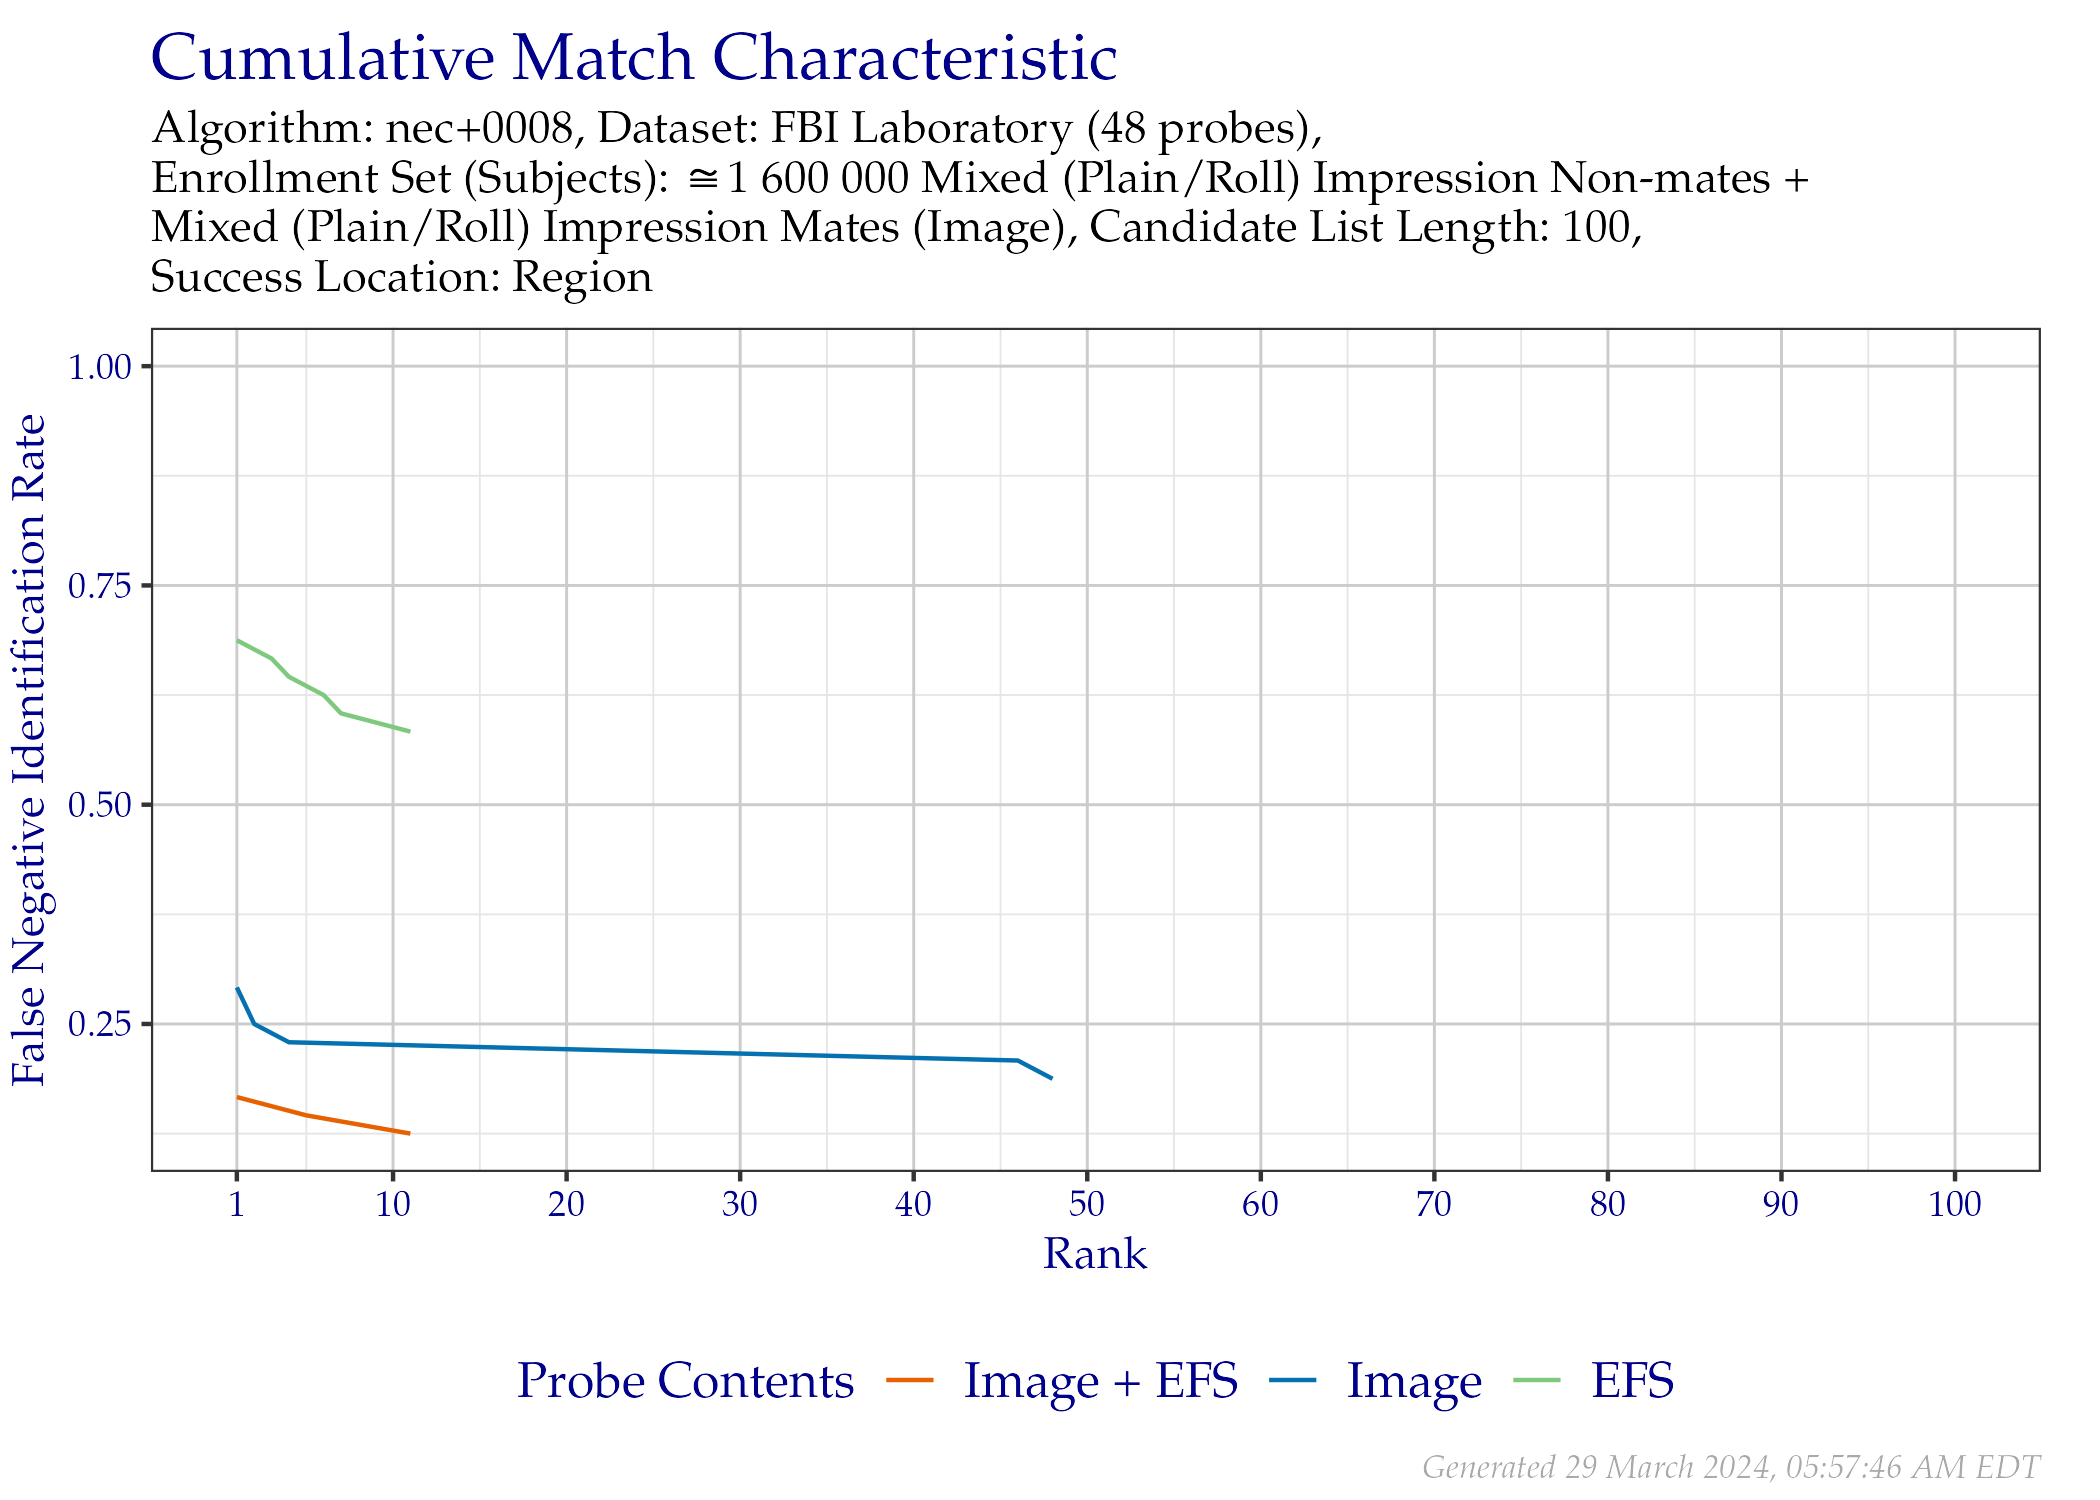 Cumulative Match Characteristic
Algorithm: nec+0008, Dataset: FBI Laboratory (48 probes),
Enrollment Set (Subjects): ≅1 600 000 Mixed (Plain/Roll) Impression Non-mates +
Mixed (Plain/Roll) Impression Mates (Image), Candidate List Length: 100,
Success Location: Region
False Negative Identification Rate
1.00
0.75
0.50
0.25
1 10 20 30 40 50 60 70 80 90 100
Rank
Probe Contents Image + EFS Image EFS
Generated 29 March 2024, 05:57:46 AM EDT